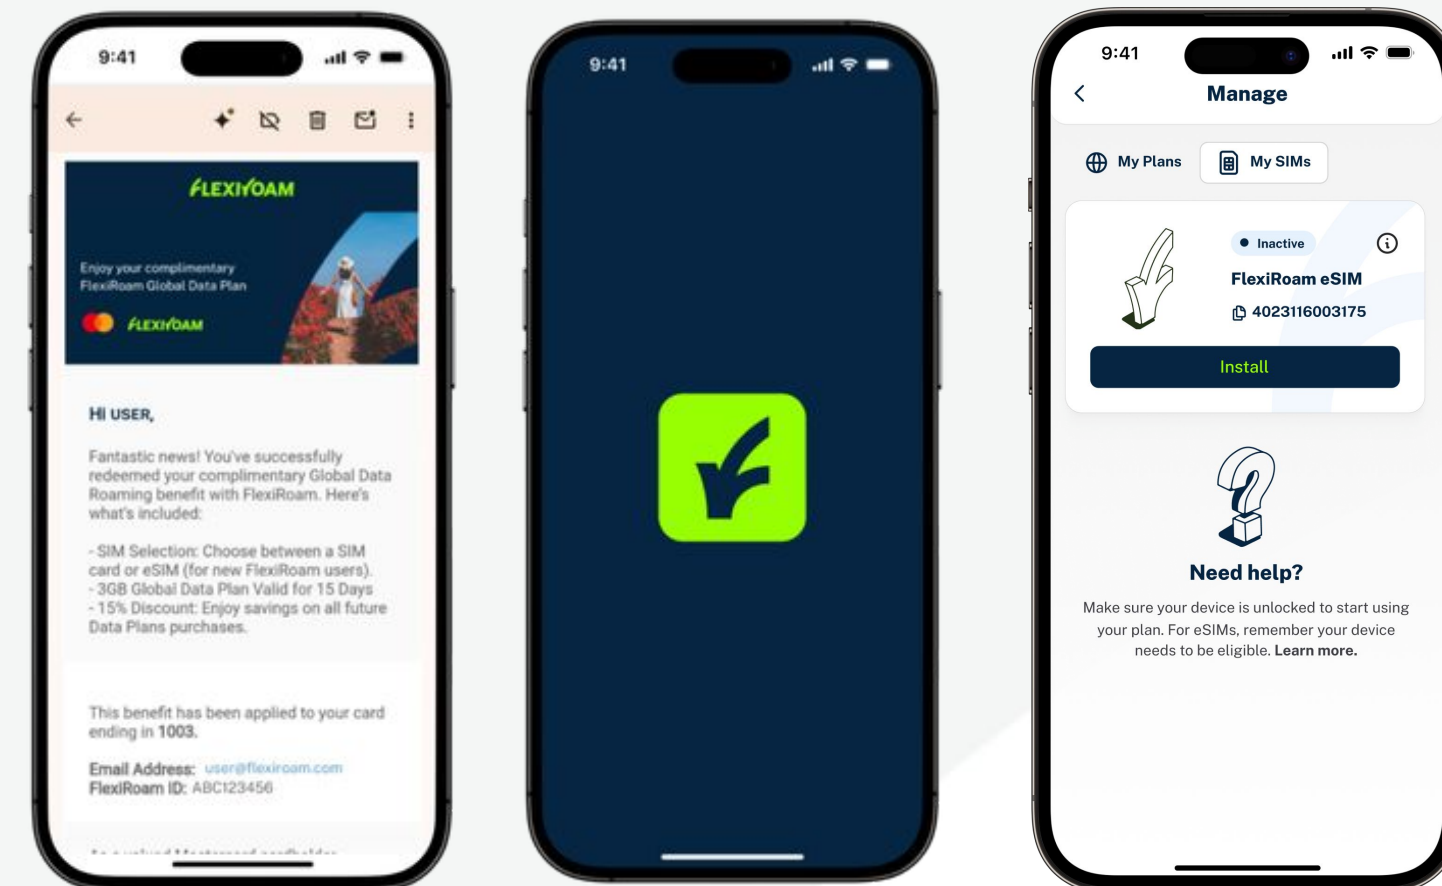 9:41
FLEXIROAM
Enjoy your complimentary
FlexiRoam Global Data Plan
FLEXIROAM
Hi USER,
Fantastic news! You've successfully
redeemed your complimentary Global Data
Roaming benefit with FlexiRoam. Here's
what's included:
- SIM Selection: Choose between a SIM
card or eSIM (for new FlexiRoam users).
- 3GB Global Data Plan Valid for 15 Days
- 15% Discount: Enjoy savings on all future
Data Plans purchases.
This benefit has been applied to your card
ending in 1003.
Email Address: user@flexiroam.com
FlexiRoam ID: ABC123456
9:41
9:41
Manage
My Plans
My SIMs
Inactive
FlexiRoam eSIM
4023116003175
Install
Need help?
Make sure your device is unlocked to start using
your plan. For eSIMs, remember your device
needs to be eligible. Learn more.